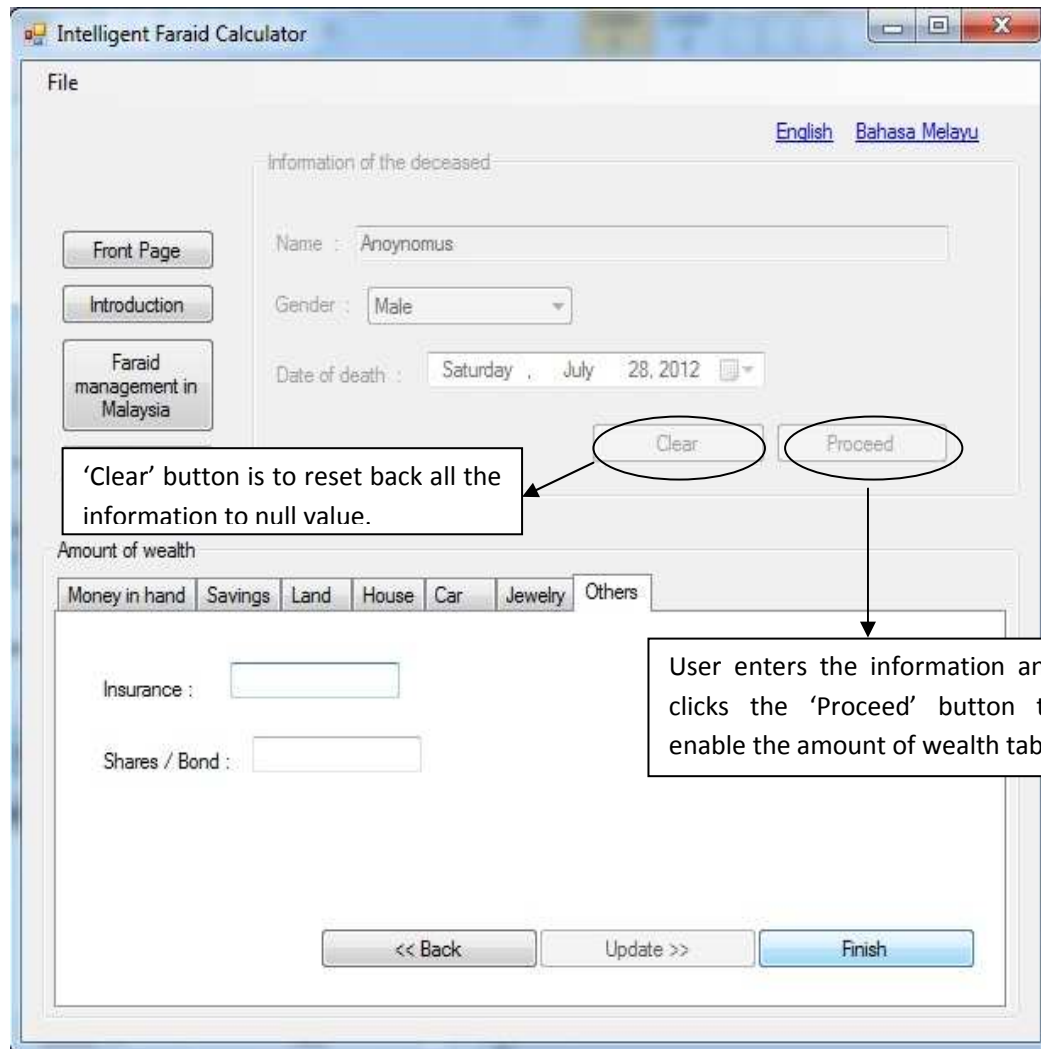 Intelligent Faraid Calculator
File
English Bahasa Melayu
Information of the deceased
Front Page
Introduction
Faraid
management in
Malaysia
Name : Anoynomus
Gender : Male
Date of death : Saturday , July 28, 2012
Clear Proceed
‘Clear’ button is to reset back all the
information to null value.
Amount of wealth
Money in hand Savings Land House Car Jewelry Others
Insurance :
Shares / Bond :
User enters the information
clicks the ‘Proceed’ button
enable the amount of wealth tab
<< Back Update >> Finish